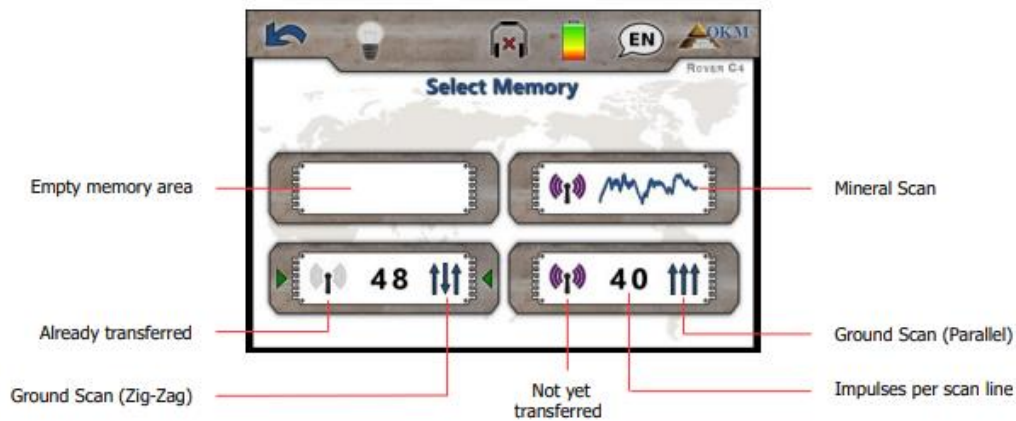 EN
OKM
ROVER C4
Select Memory
Empty memory area
Mineral Scan
48
40
Already transferred
Ground Scan (Parallel)
Ground Scan (Zig-Zag)
Not yet
transferred
Impulses per scan line